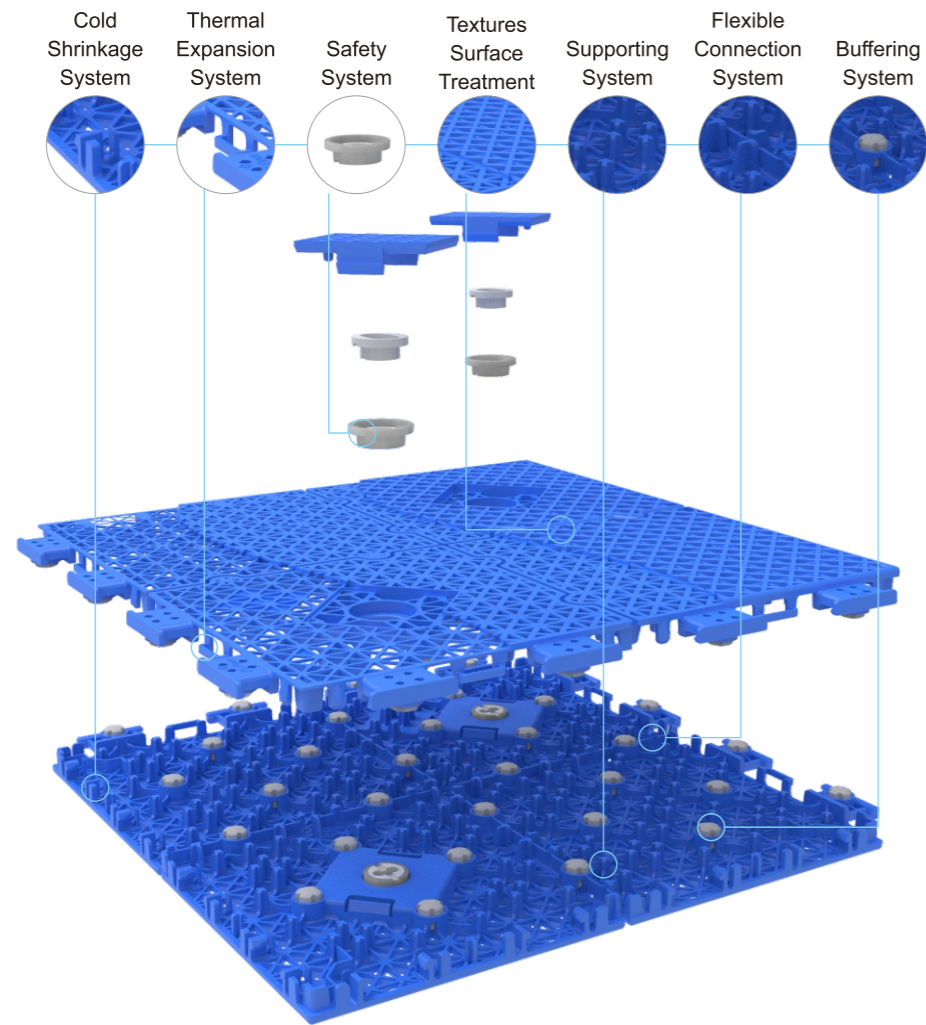 Cold
Shrinkage
System
Thermal
Expansion
System
Safety
System
Textures
Surface
Treatment
Supporting
System
Flexible
Connection
System
Buffering
System